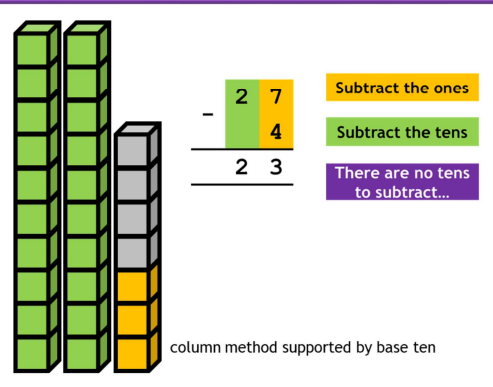 2 7
- 4
2 3
Subtract the ones
Subtract the tens
There are no tens
to subtract...
column method supported by base ten